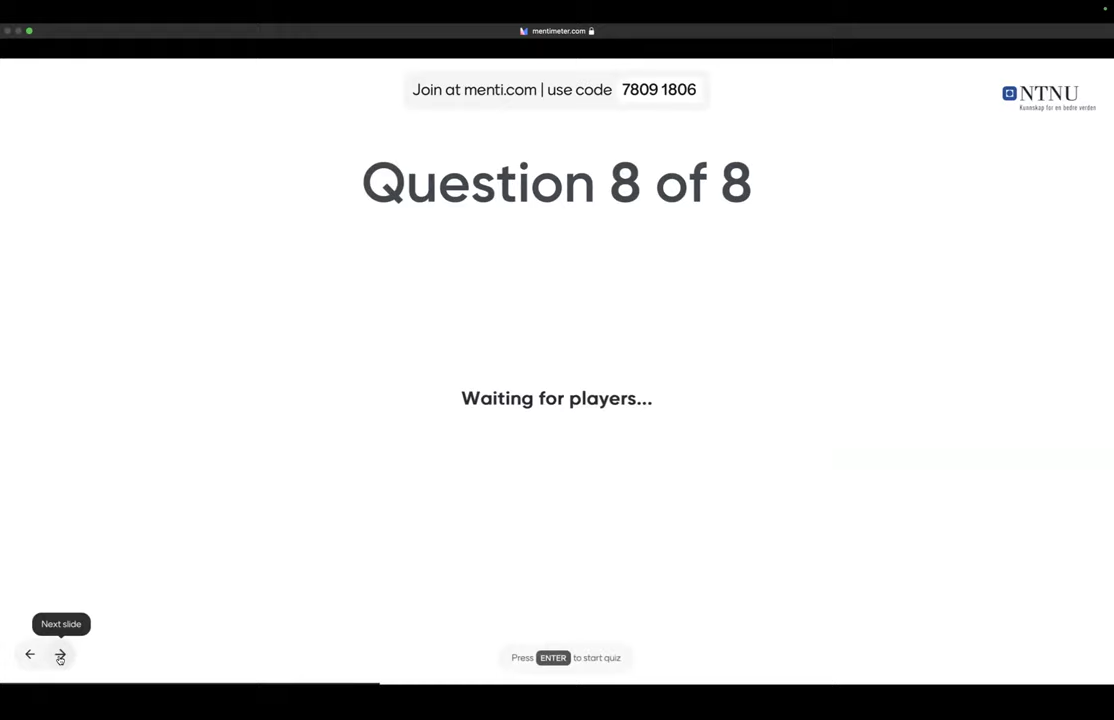 mentimeter.com
Join at menti.com | use code 7809 1806
NTNU
Kunnskap for en bedre verden
Question 8 of 8
Waiting for players...
Next slide
Press ENTER to start quiz